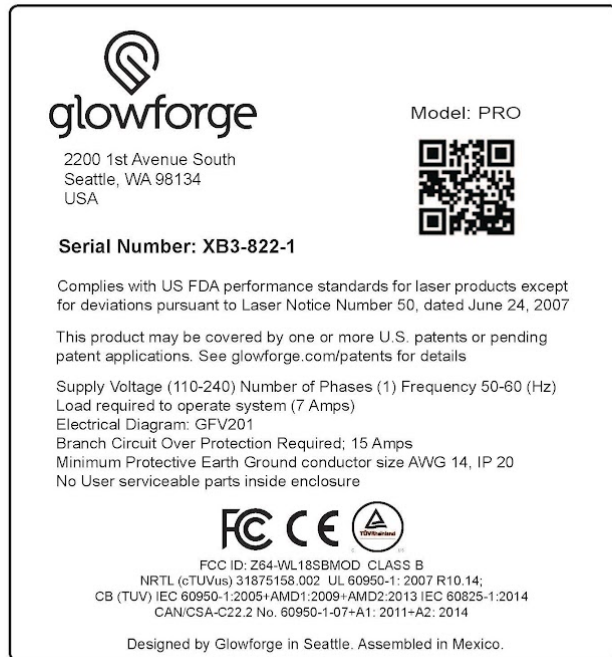 glowforge
Model: PRO
2200 1st Avenue South
Seattle, WA 98134
USA
Serial Number: XB3-822-1
Complies with US FDA performance standards for laser products except
for deviations pursuant to Laser Notice Number 50, dated June 24, 2007
This product may be covered by one or more U.S. patents or pending
patent applications. See glowforge.com/patents for details
Supply Voltage (110-240) Number of Phases (1) Frequency 50-60 (Hz)
Load required to operate system (7 Amps)
Electrical Diagram: GFV201
Branch Circuit Over Protection Required; 15 Amps
Minimum Protective Earth Ground conductor size AWG 14, IP 20
No User serviceable parts inside enclosure
FC CE TÜVRheinland
FCC ID: Z64-WL18SBMOD CLASS B
NRTL (cTUVus) 31875158.002 UL 60950-1: 2007 R10.14;
CB (TUV) IEC 60950-1:2005+AMD1:2009+AMD2:2013 IEC 60825-1:2014
CAN/CSA-C22.2 No. 60950-1-07+A1: 2011+A2: 2014
Designed by Glowforge in Seattle. Assembled in Mexico.